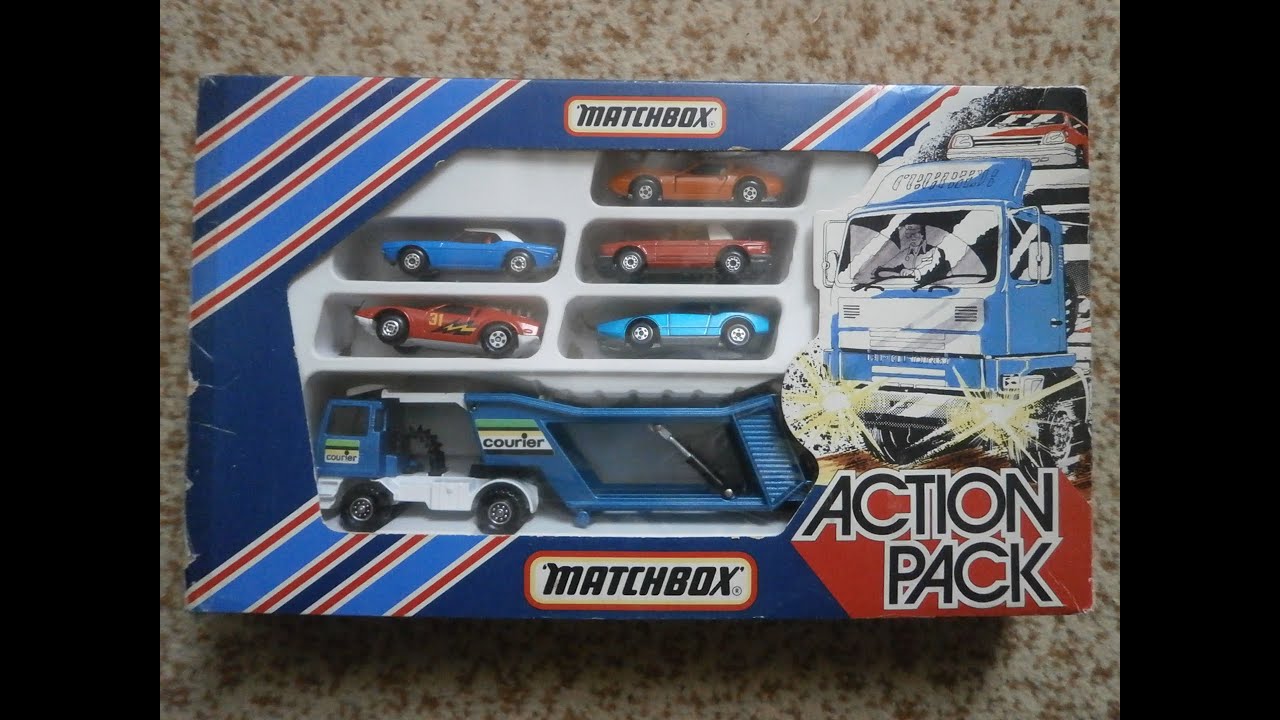 'MATCHBOX'®
31
courier
courier
'MATCHBOX'®
ACTION
PACK